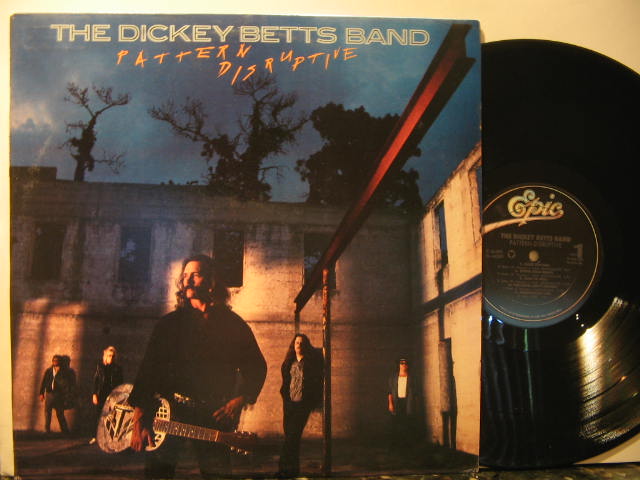 THE DICKEY BETTS BAND
PATTERN
DISRUPTIVE
Epic
THE DICKEY BETTS BAND
PATTERN DISRUPTIVE
1